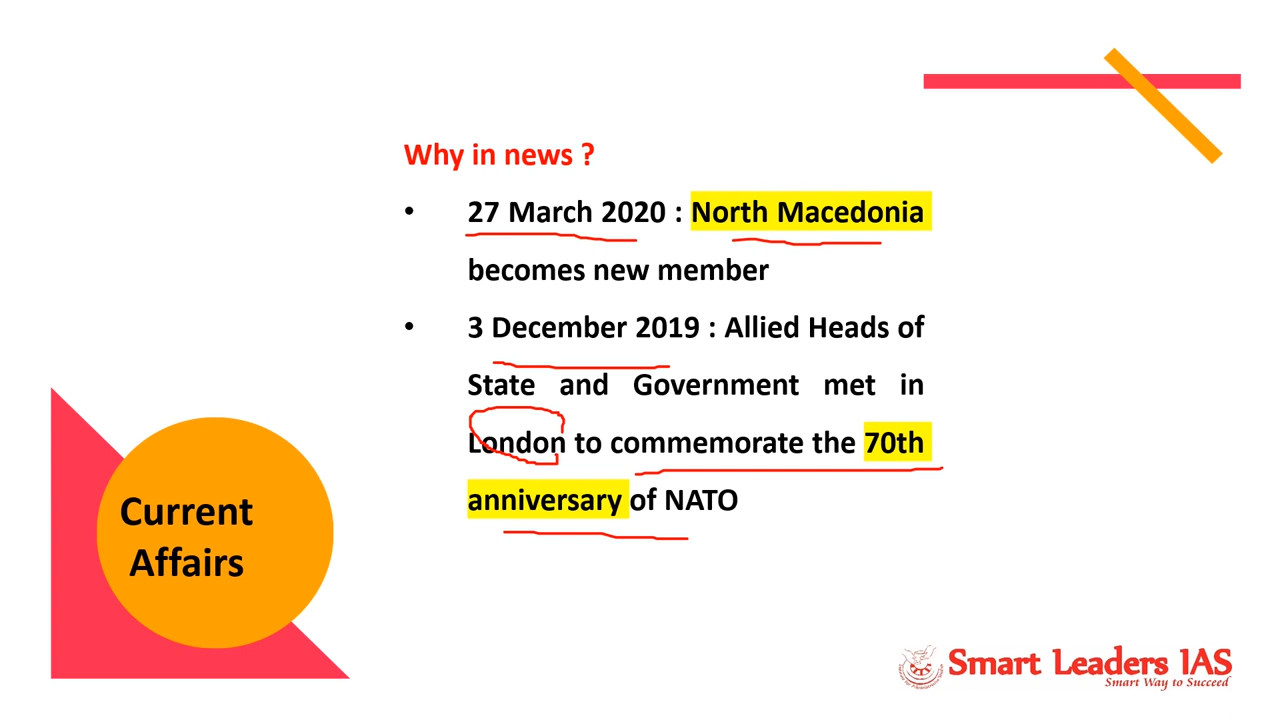 Why in news ?
• 27 March 2020 : North Macedonia
becomes new member
• 3 December 2019 : Allied Heads of
State and Government met in
London to commemorate the 70th
anniversary of NATO
Current
Affairs
Smart Leaders IAS
Smart Way to Succeed